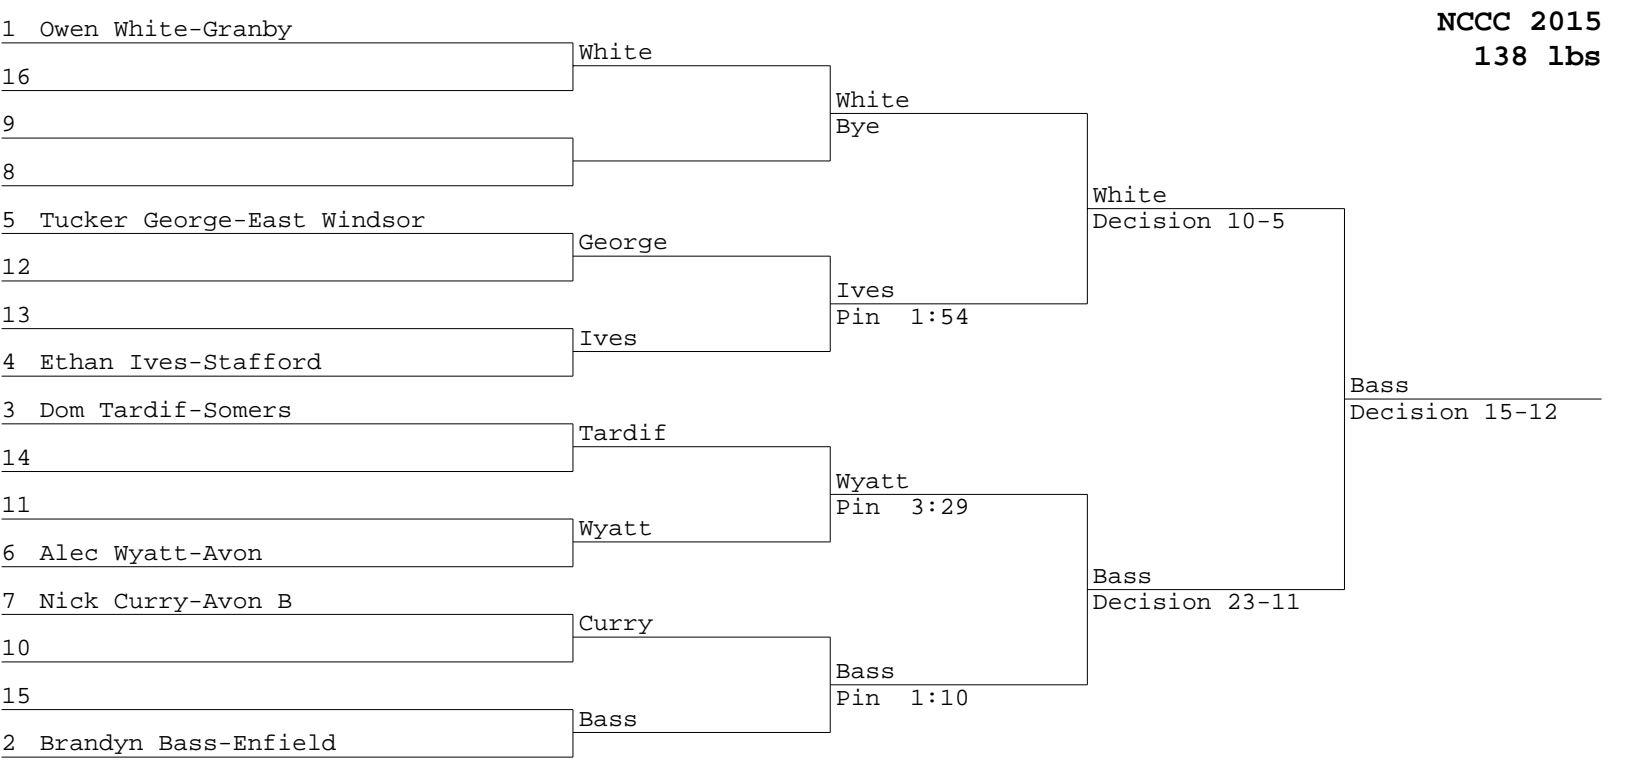 NCCC 2015
138 lbs
1 Owen White-Granby
White
16
White
Bye
9
8
White
Decision 10-5
5 Tucker George-East Windsor
George
12
Ives
Pin 1:54
13
Ives
4 Ethan Ives-Stafford
Bass
Decision 15-12
3 Dom Tardif-Somers
Tardif
14
Wyatt
Pin 3:29
11
Wyatt
6 Alec Wyatt-Avon
Bass
Decision 23-11
7 Nick Curry-Avon B
Curry
10
Bass
Pin 1:10
15
Bass
2 Brandyn Bass-Enfield